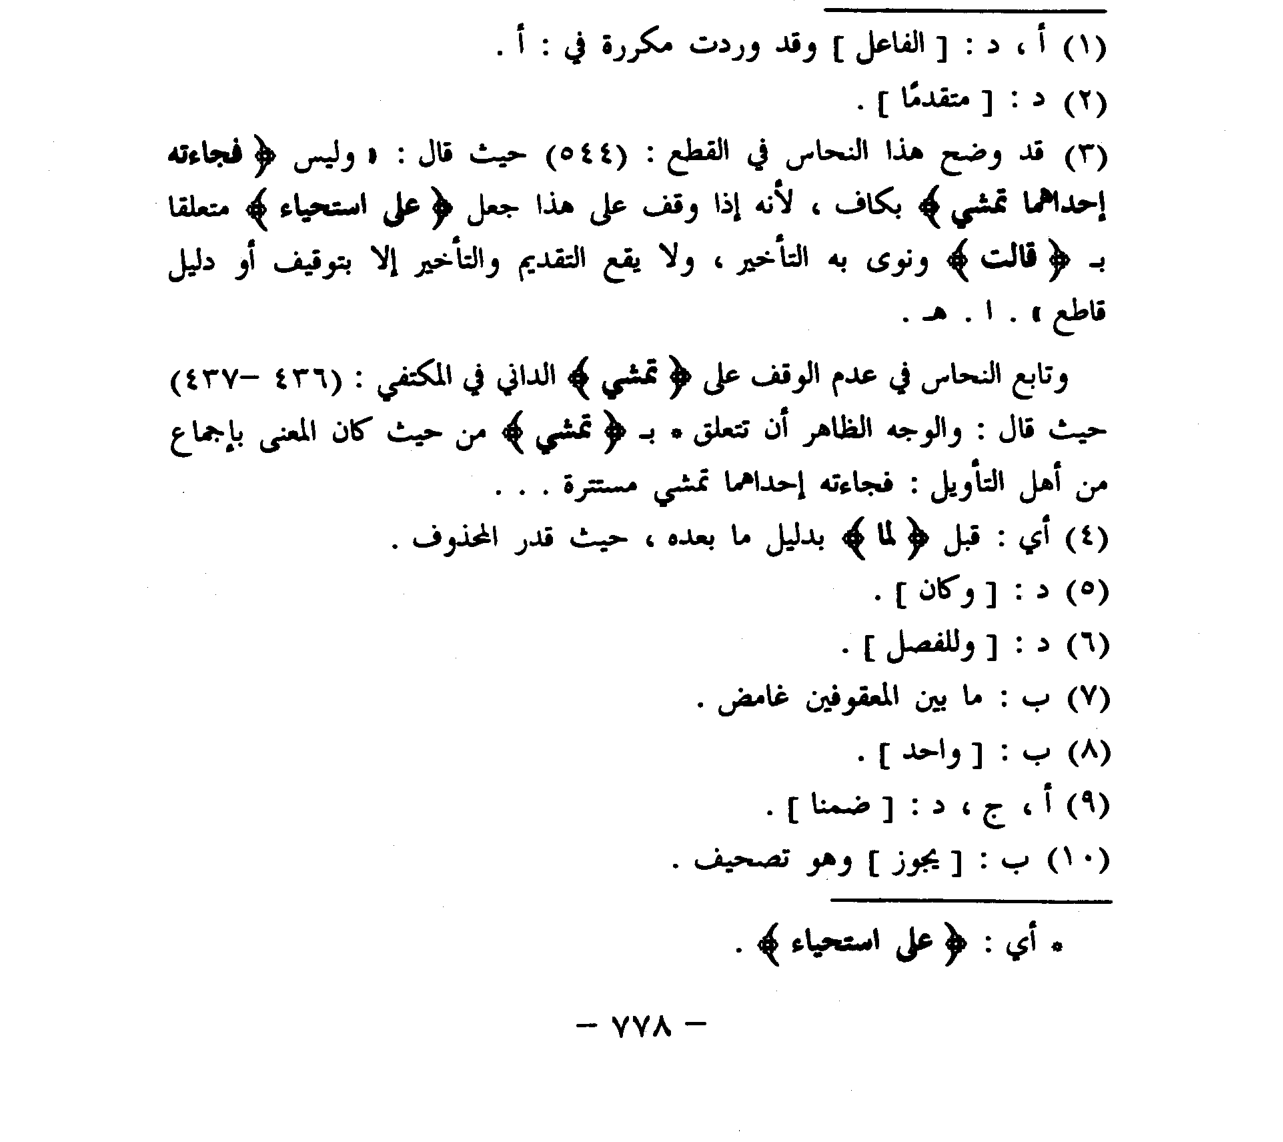 (١) أ ، د : [ الفاعل ] وقد وردت مكررة في : أ .
(٢) د : [ متقدمًا ] .
(٣) قد وضح هذا النحاس في القطع : (٥٤٤) حيث قال : « وليس ﴿ فجاءته
إحداهما تمشي ﴾ بكاف ، لأنه إذا وقف على هذا جعل ﴿ على استحياء ﴾ متعلقا
بـ ﴿ قالت ﴾ ونوى به التأخير ، ولا يقع التقديم والتأخير إلا بتوقيف أو دليل
قاطع » . ا . هـ .
وتابع النحاس في عدم الوقف على ﴿ تمشي ﴾ الداني في المكتفي : (٤٣٦ – ٤٣٧)
حيث قال : والوجه الظاهر أن تتعلق * بـ ﴿ تمشي ﴾ من حيث كان المعنى بإجماع
من أهل التأويل : فجاءته إحداهما تمشي مستترة . . .
(٤) أي : قبل ﴿ لما ﴾ بدليل ما بعده ، حيث قدر المحذوف .
(٥) د : [ وكان ] .
(٦) د : [ وللفصل ] .
(٧) ب : ما بين المعقوفين غامض .
(٨) ب : [ واحد ] .
(٩) أ ، ج ، د : [ ضمنا ] .
(١٠) ب : [ يجوز ] وهو تصحيف .
* أي : ﴿ على استحياء ﴾ .
– ٧٧٨ –